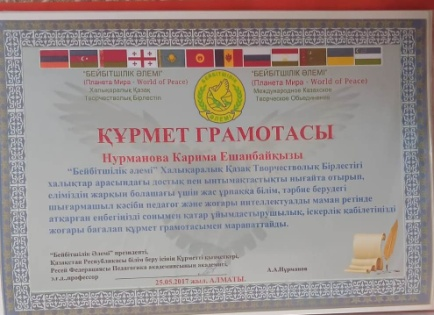 "БЕЙБІТШІЛІК ӘЛЕМІ"
(Планета Мира - World of Peace)
Халықаралық Қазақ
Творчестволық Бірлестігі
"БЕЙБІТШІЛІК ӘЛЕМІ"
(Планета Мира - World of Peace)
Международное Казахское
Творческое Объединение
ҚҰРМЕТ ГРАМОТАСЫ
Нурманова Карима Ешанбайқызы
"Бейбітшілік әлемі" Халықаралық Қазақ Творчестволық Бірлестігі
халықтар арасындағы достық пен ынтымақтастықты нығайта отырып,
еліміздің жарқын болашағы үшін жас ұрпаққа білім, тәрбие берудегі
шығармашыл кәсіби педагог және жоғары интеллектуалды маман ретінде
атқарған еңбегіңізді сонымен қатар ұйымдастырушылық, іскерлік қабілетіңізді
жоғары бағалап құрмет грамотасымен марапаттайды.
"Бейбітшілік Әлемі" президенті,
Қазақстан Республикасы Білім беру ісінің Құрметті қызметкері,
Ресей Федерациясы Педагогика академиясының академигі,
э.ғ.д., профессор
А.А.Нұрманов
25.05.2017 жыл. АЛМАТЫ.